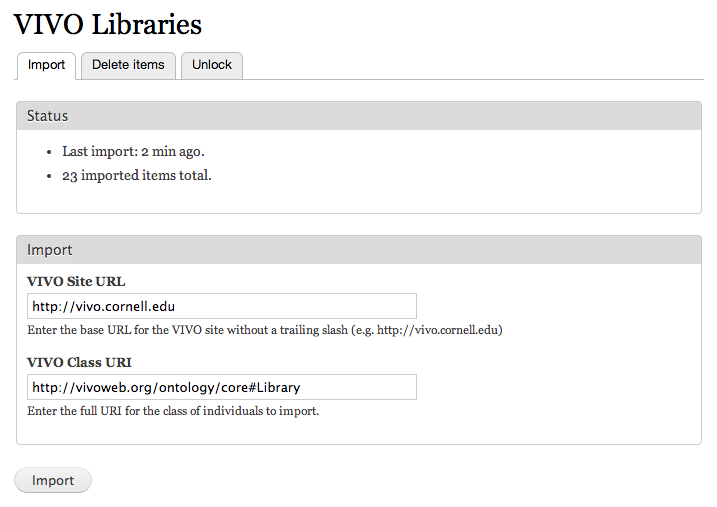 VIVO Libraries
Import
Delete items
Unlock
Status
• Last import: 2 min ago.
• 23 imported items total.
Import
VIVO Site URL
http://vivo.cornell.edu
Enter the base URL for the VIVO site without a trailing slash (e.g. http://vivo.cornell.edu)
VIVO Class URI
http://vivoweb.org/ontology/core#Library
Enter the full URI for the class of individuals to import.
Import